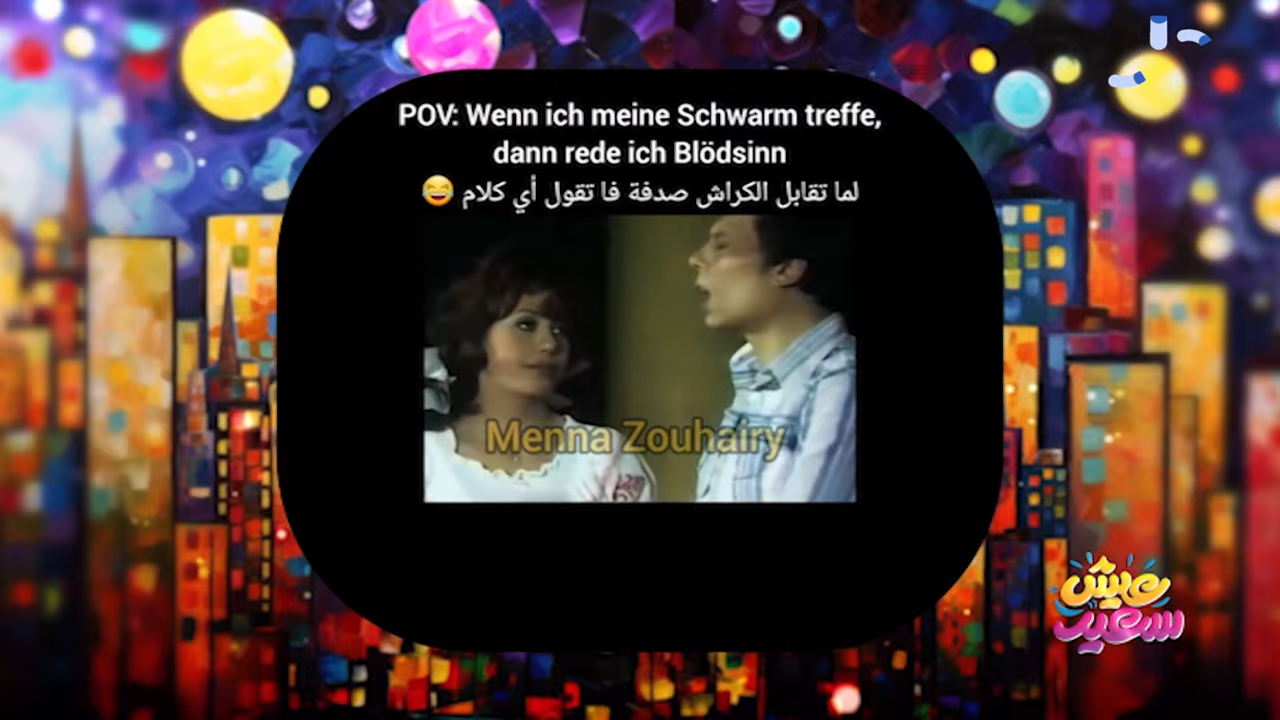 POV: Wenn ich meine Schwarm treffe,
dann rede ich Blödsinn
لما تقابل الكراش صدفة فا تقول أي كلام 😂
Menna Zouhairy
عيش
سعيد